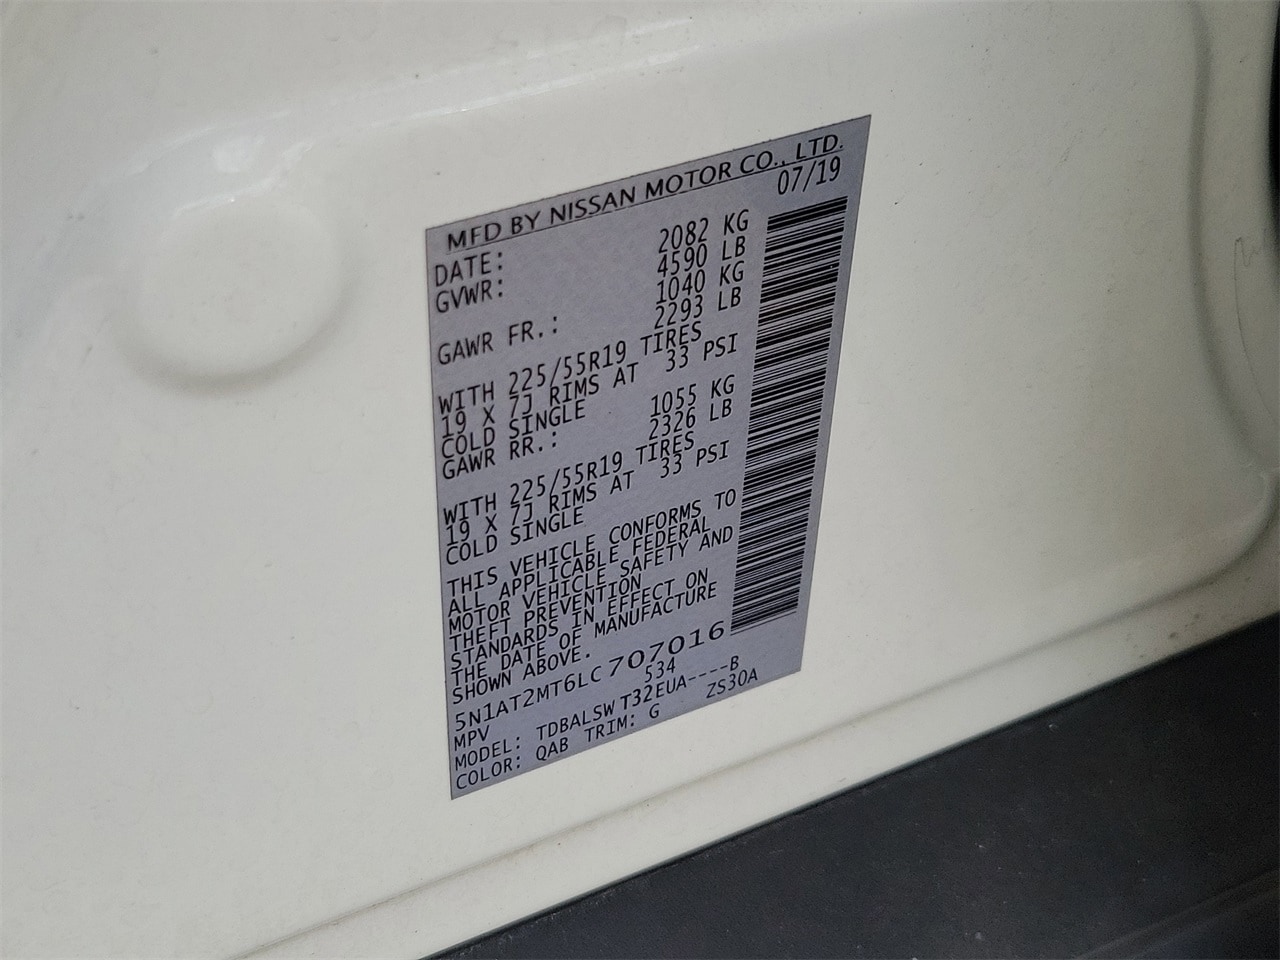 MFD BY NISSAN MOTOR CO., LTD.
DATE: 07/19
GVWR: 2082 KG
4590 LB
GAWR FR.: 1040 KG
2293 LB
WITH 225/55R19 TIRES
19 X 7J RIMS AT 33 PSI
COLD SINGLE
GAWR RR.: 1055 KG
2326 LB
WITH 225/55R19 TIRES
19 X 7J RIMS AT 33 PSI
COLD SINGLE
THIS VEHICLE CONFORMS TO
ALL APPLICABLE FEDERAL
MOTOR VEHICLE SAFETY AND
THEFT PREVENTION
STANDARDS IN EFFECT ON
THE DATE OF MANUFACTURE
SHOWN ABOVE.
5N1AT2MT6LC707016
MPV 534
MODEL: TDBALSW T32EUA----B
COLOR: QAB TRIM: G ZS30A